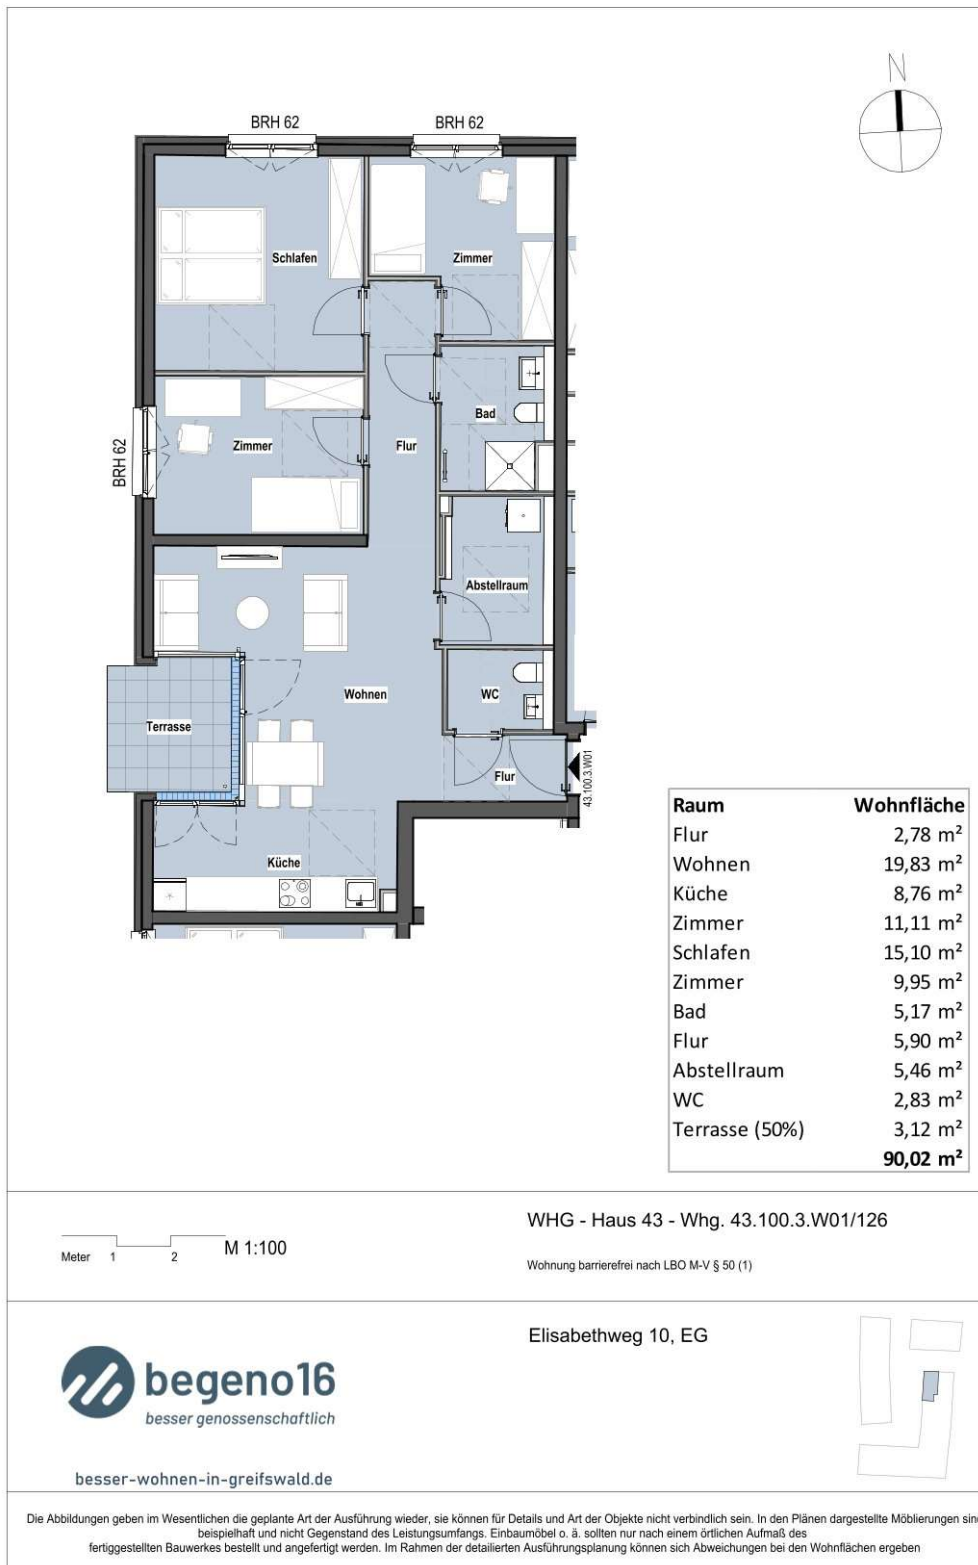 N
BRH 62 BRH 62
Schlafen Zimmer
Bad
Zimmer Flur
BRH 62
Abstellraum
Wohnen WC
Terrasse
Flur
43.100.3.W01
Küche
Raum Wohnfläche
Flur 2,78 m²
Wohnen 19,83 m²
Küche 8,76 m²
Zimmer 11,11 m²
Schlafen 15,10 m²
Zimmer 9,95 m²
Bad 5,17 m²
Flur 5,90 m²
Abstellraum 5,46 m²
WC 2,83 m²
Terrasse (50%) 3,12 m²
90,02 m²
WHG - Haus 43 - Whg. 43.100.3.W01/126
Meter 1 2 M 1:100
Wohnung barrierefrei nach LBO M-V § 50 (1)
Elisabethweg 10, EG
begeno16
besser genossenschaftlich
besser-wohnen-in-greifswald.de
Die Abbildungen geben im Wesentlichen die geplante Art der Ausführung wieder, sie können für Details und Art der Objekte nicht verbindlich sein. In den Plänen dargestellte Möblierungen sind
beispielhaft und nicht Gegenstand des Leistungsumfangs. Einbaumöbel o. ä. sollten nur nach einem örtlichen Aufmaß des
fertiggestellten Bauwerkes bestellt und angefertigt werden. Im Rahmen der detailierten Ausführungsplanung können sich Abweichungen bei den Wohnflächen ergeben